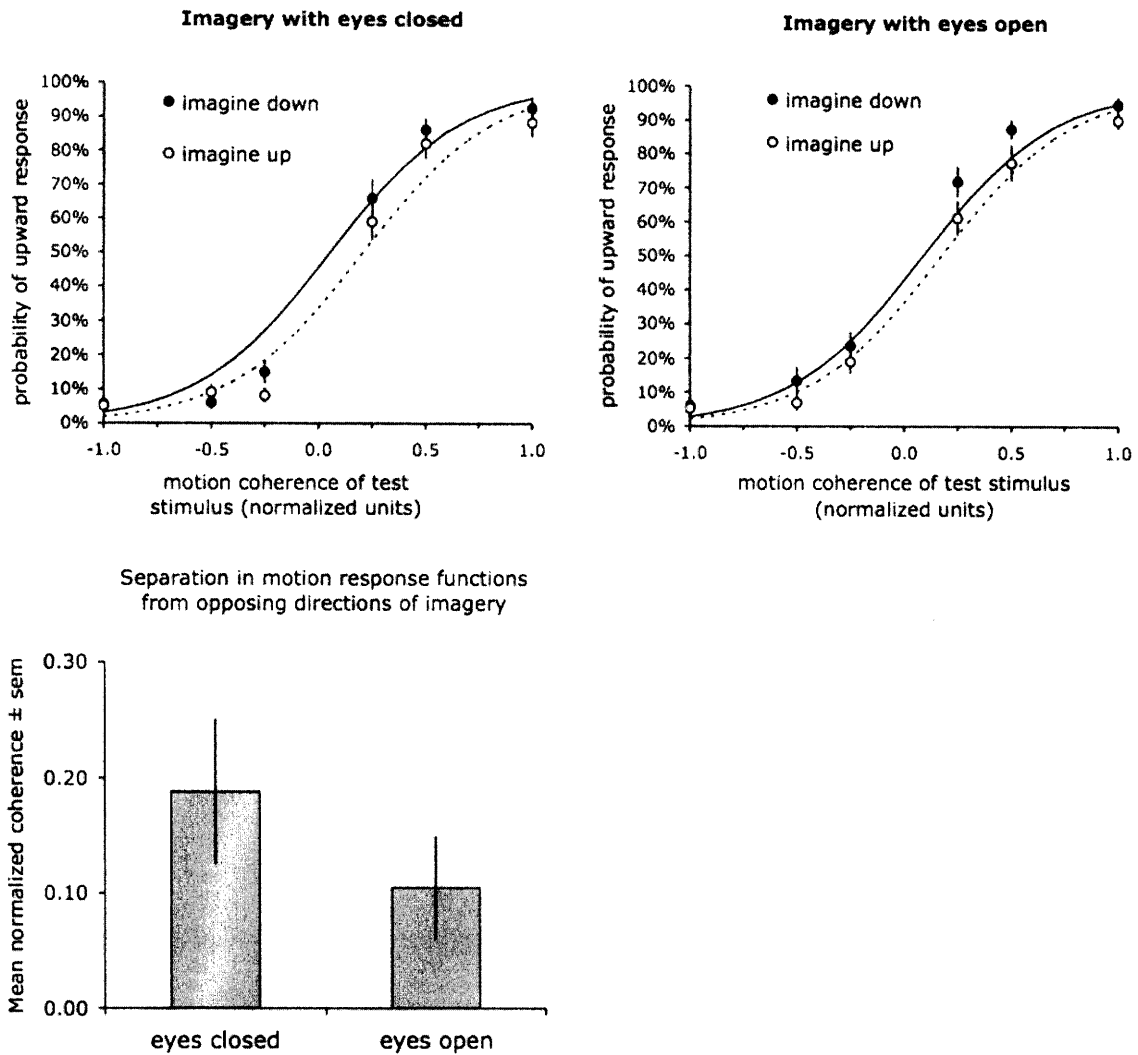 Imagery with eyes closed
probability of upward response
100%
90%
80%
70%
60%
50%
40%
30%
20%
10%
0%
imagine down
imagine up
-1.0 -0.5 0.0 0.5 1.0
motion coherence of test
stimulus (normalized units)
Imagery with eyes open
probability of upward response
100%
90%
80%
70%
60%
50%
40%
30%
20%
10%
0%
imagine down
imagine up
-1.0 -0.5 0.0 0.5 1.0
motion coherence of test stimulus
(normalized units)
Separation in motion response functions
from opposing directions of imagery
Mean normalized coherence ± sem
0.30
0.20
0.10
0.00
eyes closed eyes open